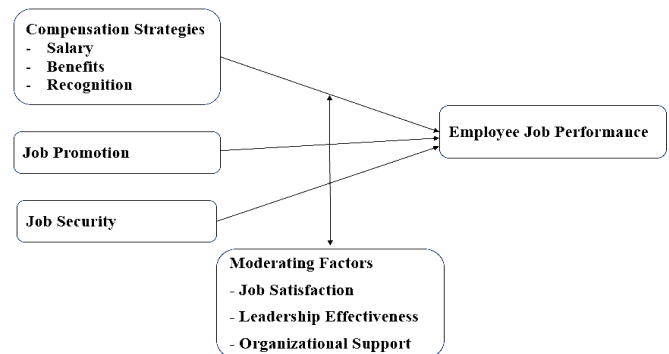 Compensation Strategies
- Salary
- Benefits
- Recognition
Job Promotion
Job Security
Employee Job Performance
Moderating Factors
- Job Satisfaction
- Leadership Effectiveness
- Organizational Support